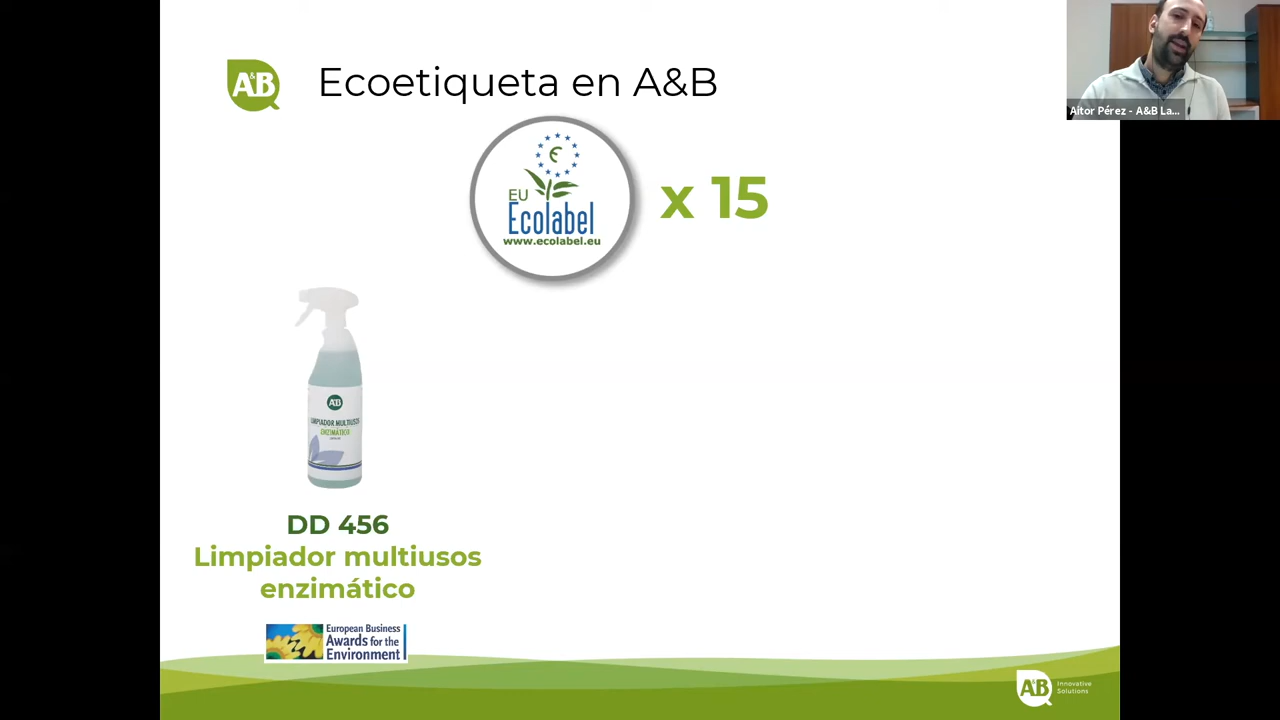 A&B
Ecoetiqueta en A&B
Aitor Pérez - A&B La...
€
EU
Ecolabel
www.ecolabel.eu
x 15
A&B
LIMPIADOR MULTIUSOS
ENZIMÁTICO
DD 456
Limpiador multiusos
enzimático
European Business
Awards for the
Environment
A&B
Innovative
Solutions